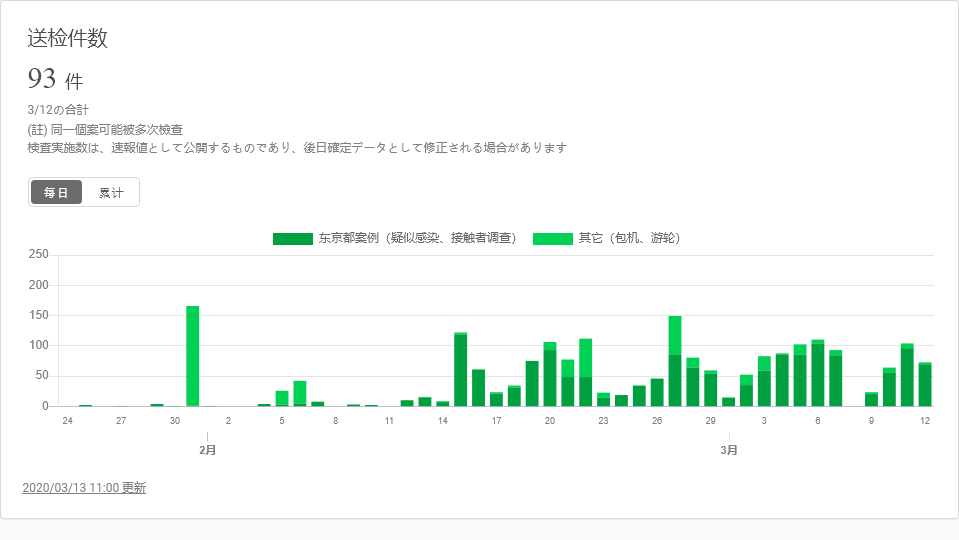 送检件数
93 件
3/12の合計
(註) 同一個案可能被多次檢查
検査実施数は、速報値として公開するものであり、後日確定データとして修正される場合があります
毎日 累计
东京都案例（疑似感染、接触者调查） 其它（包机、游轮）
250
200
150
100
50
0
24 27 30 2 5 8 11 14 17 20 23 26 29 3 6 9 12
2月 3月
2020/03/13 11:00 更新